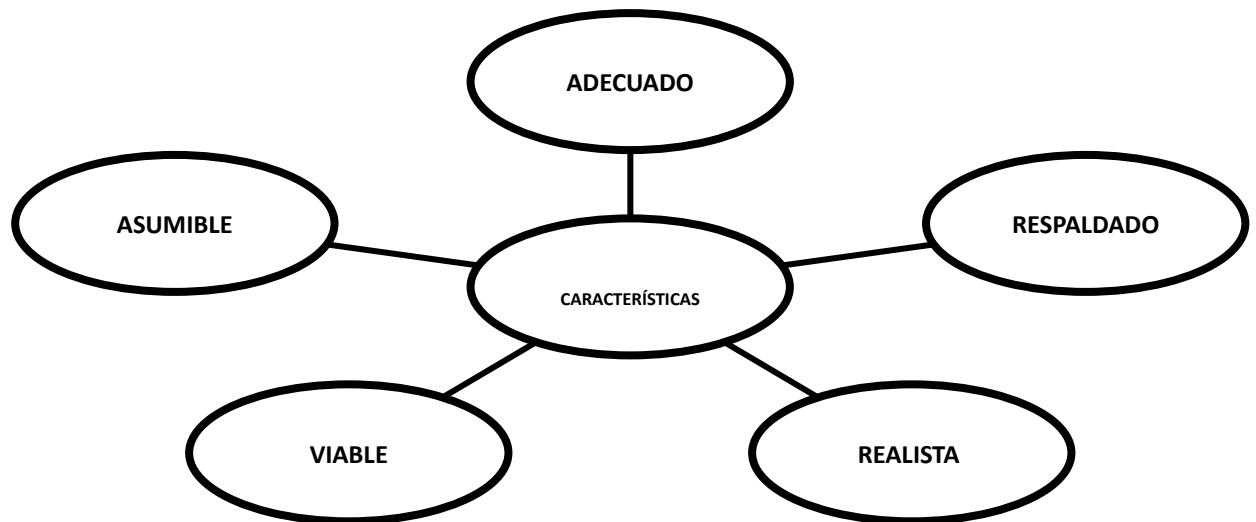 ADECUADO
ASUMIBLE
RESPALDADO
CARACTERÍSTICAS
VIABLE
REALISTA